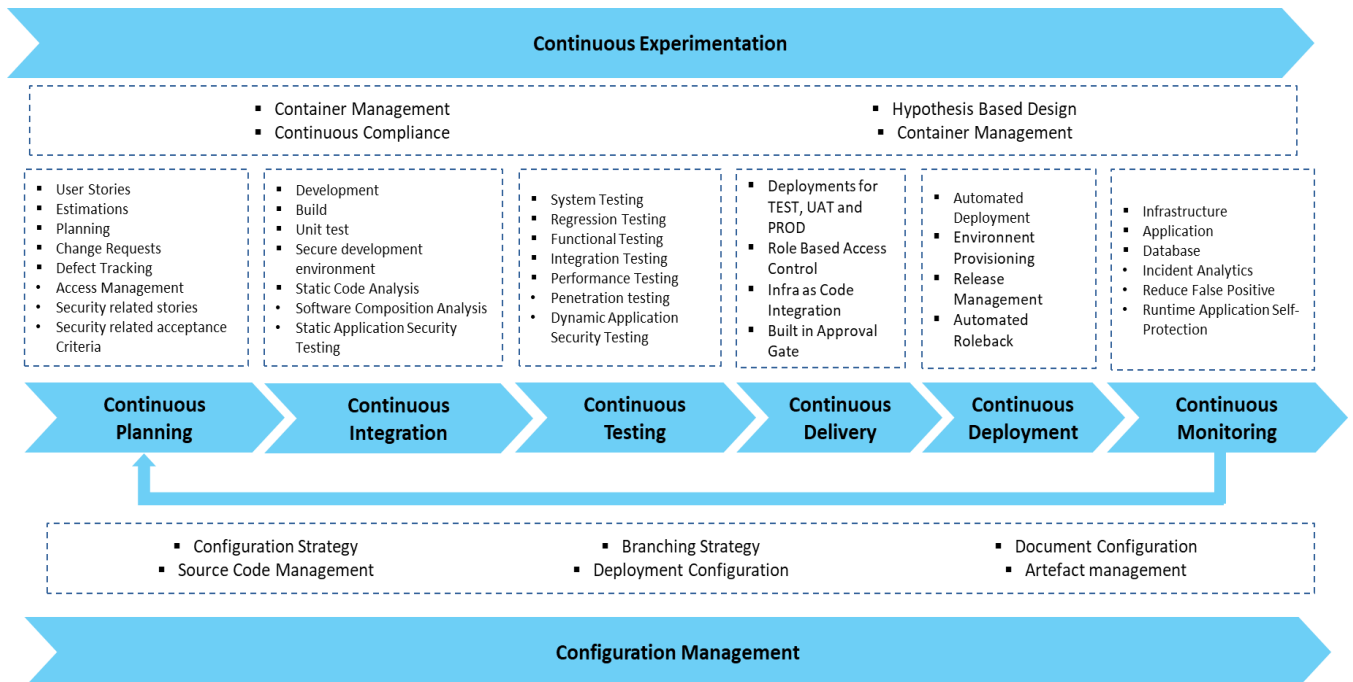 Continuous Experimentation
▪ Container Management
▪ Continuous Compliance
▪ Hypothesis Based Design
▪ Container Management
▪ User Stories
▪ Estimations
▪ Planning
▪ Change Requests
▪ Defect Tracking
• Access Management
• Security related stories
• Security related acceptance
Criteria
▪ Development
▪ Build
▪ Unit test
▪ Secure development
environment
▪ Static Code Analysis
• Software Composition Analysis
• Static Application Security
Testing
▪ System Testing
▪ Regression Testing
▪ Functional Testing
▪ Integration Testing
▪ Performance Testing
• Penetration testing
• Dynamic Application
Security Testing
▪ Deployments for
TEST, UAT and
PROD
▪ Role Based Access
Control
▪ Infra as Code
Integration
▪ Built in Approval
Gate
▪ Automated
Deployment
▪ Environment
Provisioning
▪ Release
Management
▪ Automated
Roleback
▪ Infrastructure
▪ Application
▪ Database
• Incident Analytics
• Reduce False Positive
• Runtime Application Self-
Protection
Continuous
Planning
Continuous
Integration
Continuous
Testing
Continuous
Delivery
Continuous
Deployment
Continuous
Monitoring
▪ Configuration Strategy
▪ Source Code Management
▪ Branching Strategy
▪ Deployment Configuration
▪ Document Configuration
▪ Artefact management
Configuration Management